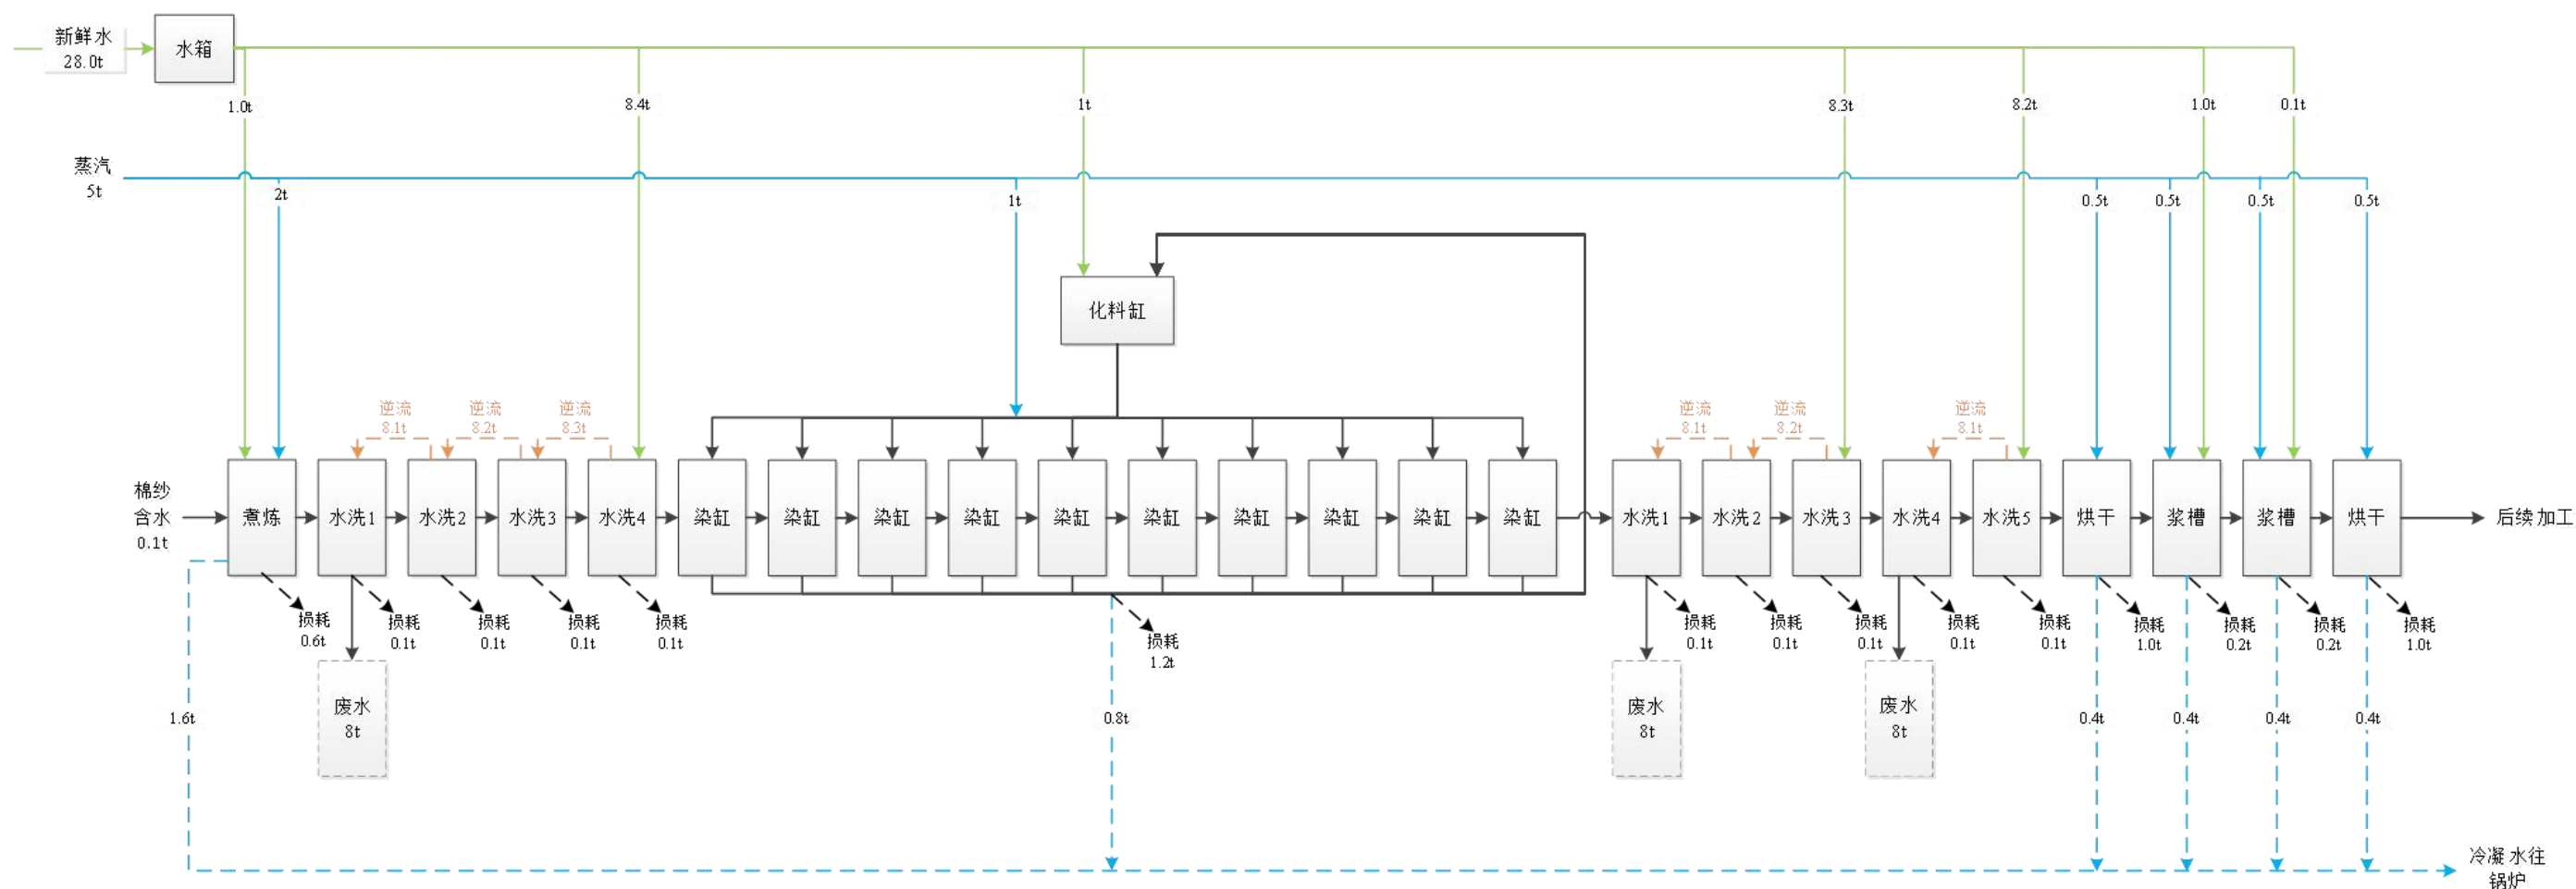 新鲜水
28.0t
水箱
1.0t
8.4t
1t
8.3t
8.2t
1.0t
0.1t
蒸汽
5t
2t
1t
0.5t
0.5t
0.5t
0.5t
化料缸
逆流
8.1t
逆流
8.2t
逆流
8.3t
逆流
8.1t
逆流
8.2t
逆流
8.1t
棉纱
含水
0.1t
煮炼
水洗1
水洗2
水洗3
水洗4
染缸
染缸
染缸
染缸
染缸
染缸
染缸
染缸
染缸
染缸
水洗1
水洗2
水洗3
水洗4
水洗5
烘干
浆槽
浆槽
烘干
后续加工
损耗
0.6t
损耗
0.1t
损耗
0.1t
损耗
0.1t
损耗
0.1t
损耗
1.2t
损耗
0.1t
损耗
0.1t
损耗
0.1t
损耗
0.1t
损耗
0.1t
损耗
1.0t
损耗
0.2t
损耗
0.2t
损耗
1.0t
1.6t
废水
8t
0.8t
废水
8t
废水
8t
0.4t
0.4t
0.4t
0.4t
冷凝水往
锅炉